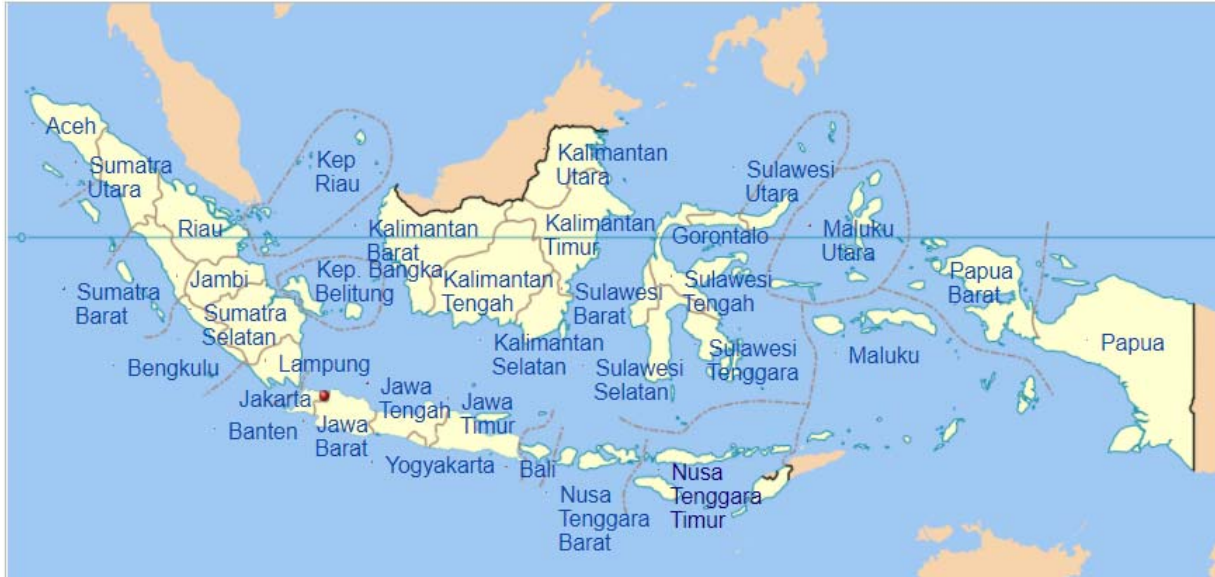 Aceh
Sumatra
Utara
Kep
Riau
Kalimantan
Utara
Sulawesi
Utara
Riau
Kalimantan
Barat
Kalimantan
Timur
Gorontalo
Maluku
Utara
0
Jambi
Kep. Bangka
Belitung
Kalimantan
Tengah
Sulawesi
Tengah
Papua
Barat
Sumatra
Barat
Sumatra
Selatan
Sulawesi
Barat
Bengkulu
Lampung
Kalimantan
Selatan
Sulawesi
Selatan
Sulawesi
Tenggara
Maluku
Papua
Jakarta
Banten
Jawa
Barat
Jawa
Tengah
Jawa
Timur
Yogyakarta
Bali
Nusa
Tenggara
Barat
Nusa
Tenggara
Timur